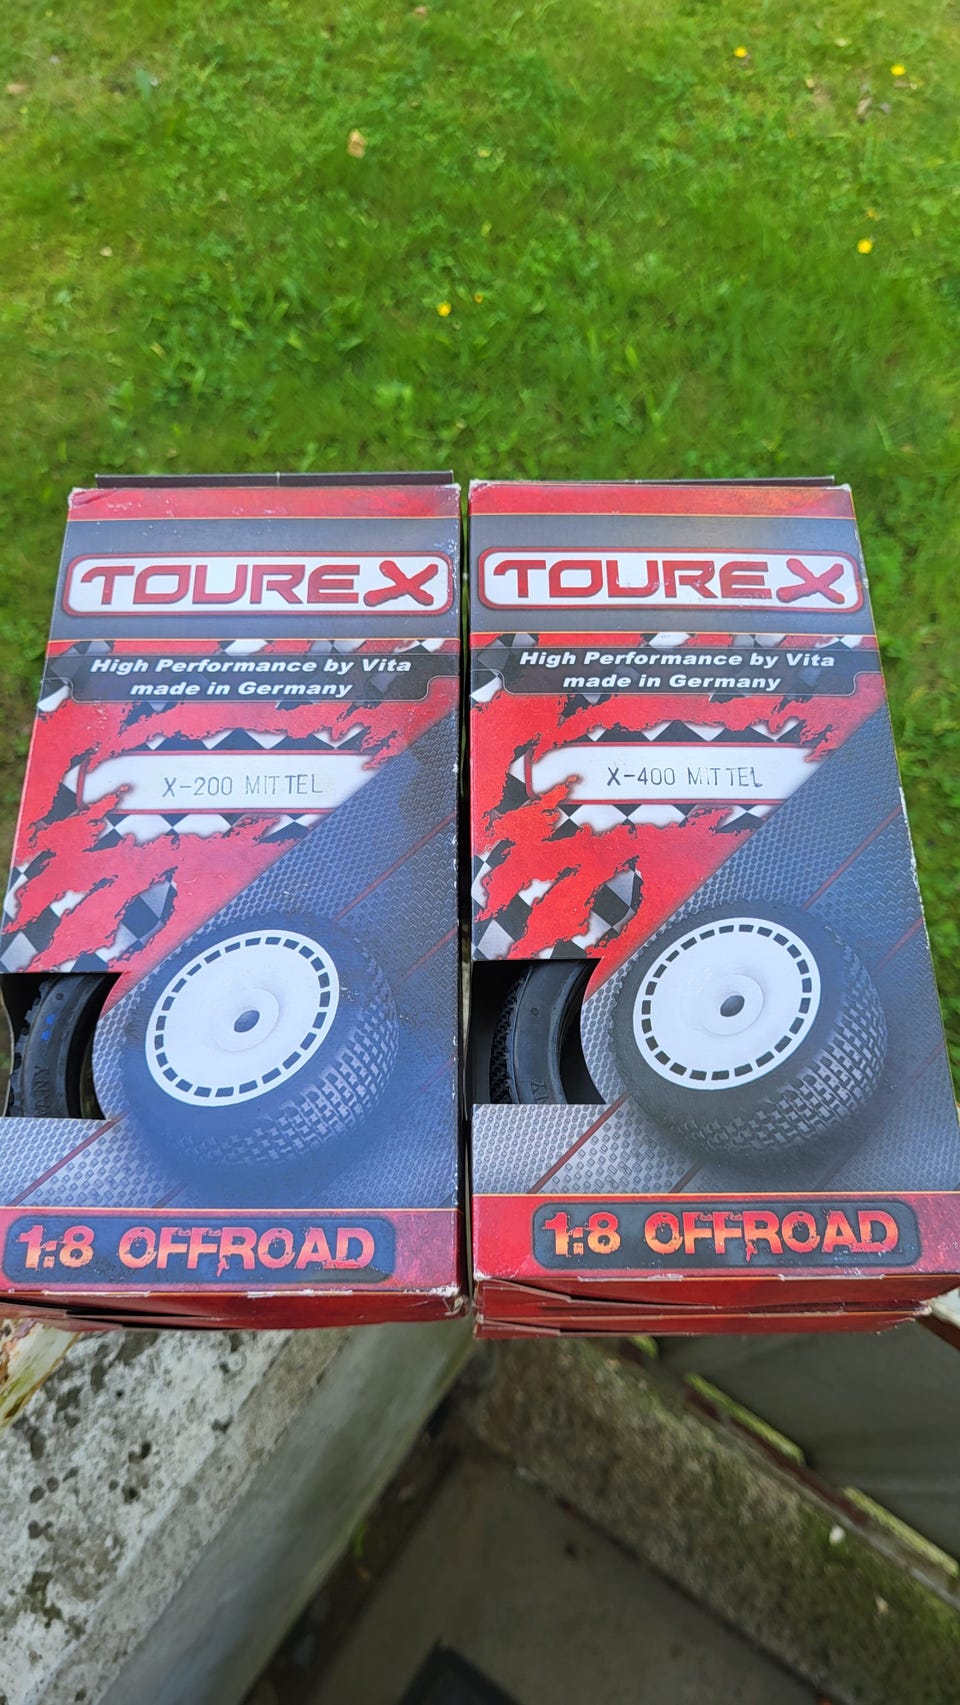 TOUREX
High Performance by Vita
made in Germany
X-200 MITTEL
1:8 OFFROAD
TOUREX
High Performance by Vita
made in Germany
X-400 MITTEL
1:8 OFFROAD